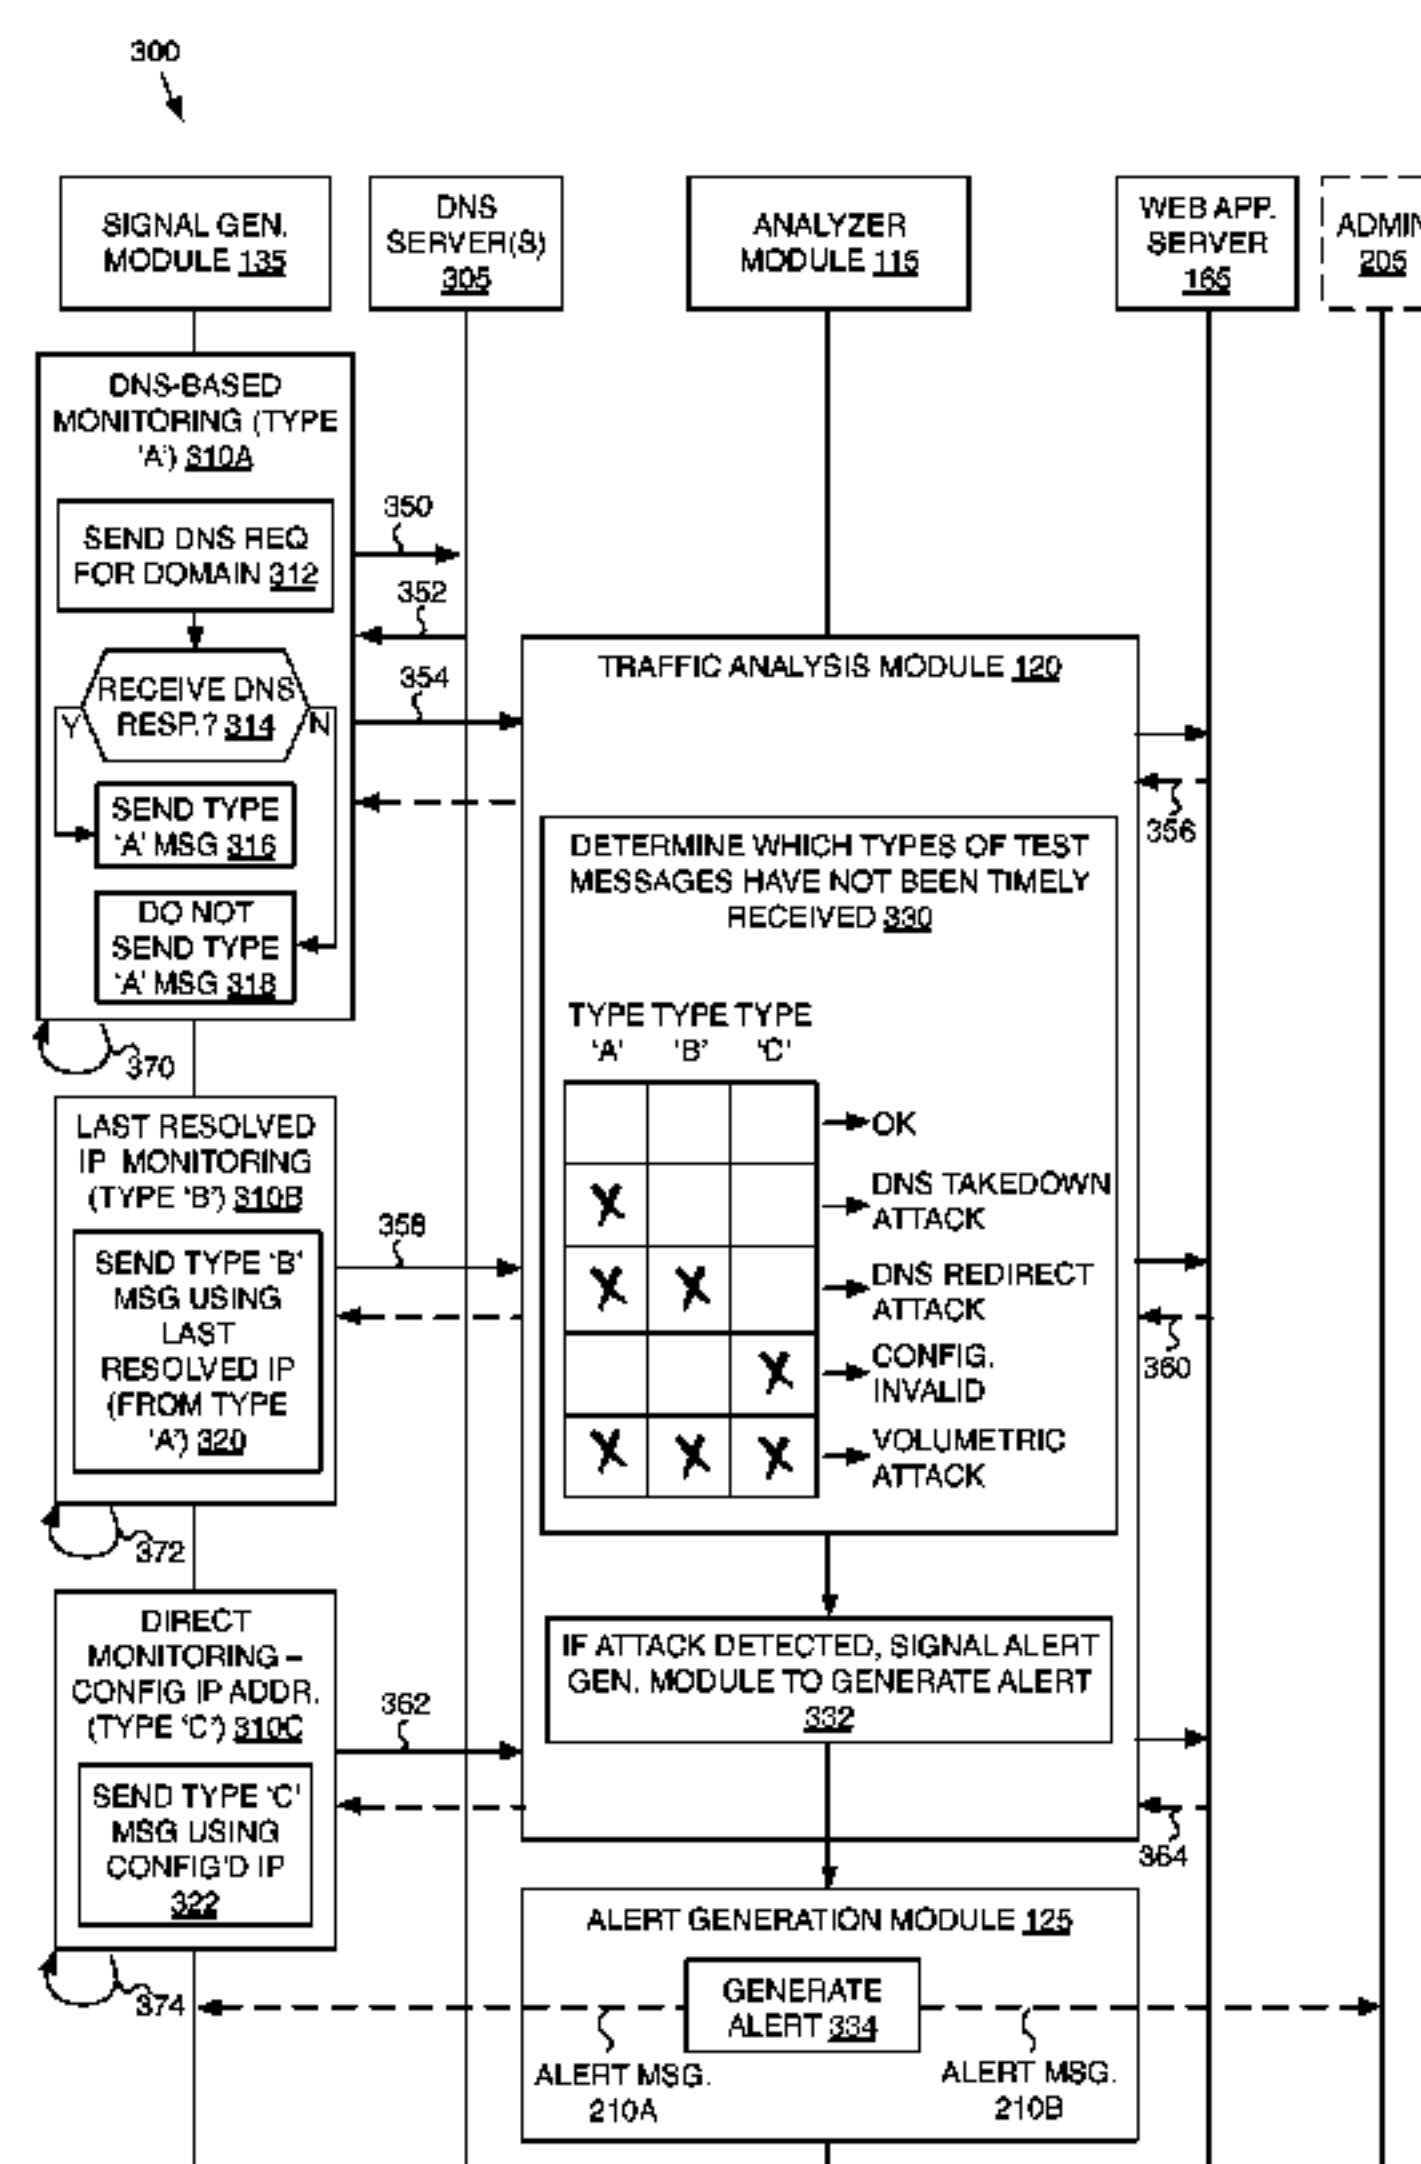 300
SIGNAL GEN.
MODULE 135
DNS
SERVER(S)
305
ANALYZER
MODULE 115
WEB APP.
SERVER
165
ADMIN
205
DNS-BASED
MONITORING (TYPE
'A') 310A
SEND DNS REQ
FOR DOMAIN 312
RECEIVE DNS
RESP.? 314
Y
N
SEND TYPE
'A' MSG 316
DO NOT
SEND TYPE
'A' MSG 318
370
350
352
354
TRAFFIC ANALYSIS MODULE 120
356
DETERMINE WHICH TYPES OF TEST
MESSAGES HAVE NOT BEEN TIMELY
RECEIVED 330
TYPE TYPE TYPE
'A' 'B' 'C'
OK
X
DNS TAKEDOWN
ATTACK
X X
DNS REDIRECT
ATTACK
X
CONFIG.
INVALID
X X X
VOLUMETRIC
ATTACK
LAST RESOLVED
IP MONITORING
(TYPE 'B') 310B
SEND TYPE 'B'
MSG USING
LAST
RESOLVED IP
(FROM TYPE
'A') 320
372
358
360
IF ATTACK DETECTED, SIGNAL ALERT
GEN. MODULE TO GENERATE ALERT
332
DIRECT
MONITORING –
CONFIG IP ADDR.
(TYPE 'C') 310C
SEND TYPE 'C'
MSG USING
CONFIG'D IP
322
374
362
364
ALERT GENERATION MODULE 125
GENERATE
ALERT 334
ALERT MSG.
210A
ALERT MSG.
210B